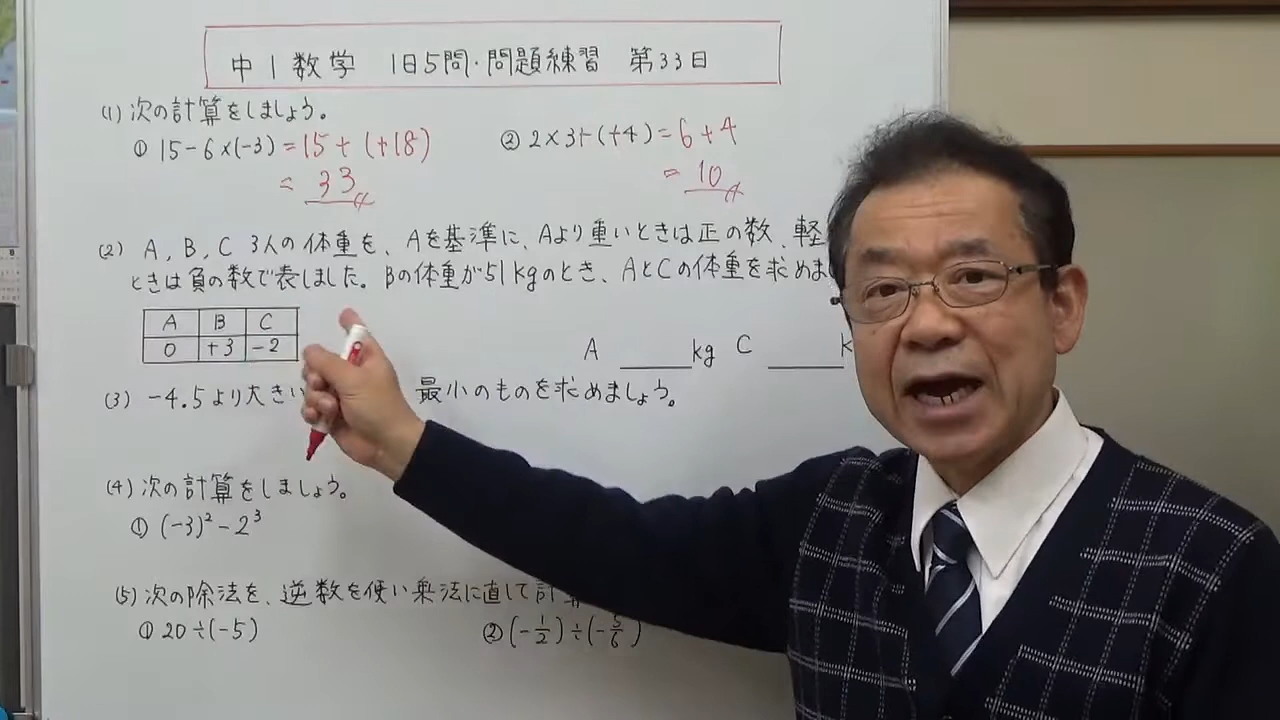 中1数学 1日5問・問題練習 第33日
(1) 次の計算をしましょう。
① 15-6×(-3) = 15+(+18)
= 33
② 2×3+(+4) = 6+4
= 10
(2) A, B, C 3人の体重を、Aを基準に、Aより重いときは正の数、軽
ときは負の数で表しました。Bの体重が51kgのとき、AとCの体重を求めま
A B C
0 +3 -2
A ____kg C ____k
(3) -4.5より大きい 最小のものを求めましょう。
(4) 次の計算をしましょう。
① (-3)²-2³
(5) 次の除法を、逆数を使い乗法に直して計
① 20÷(-5)
② (-1/2)÷(-5/6)